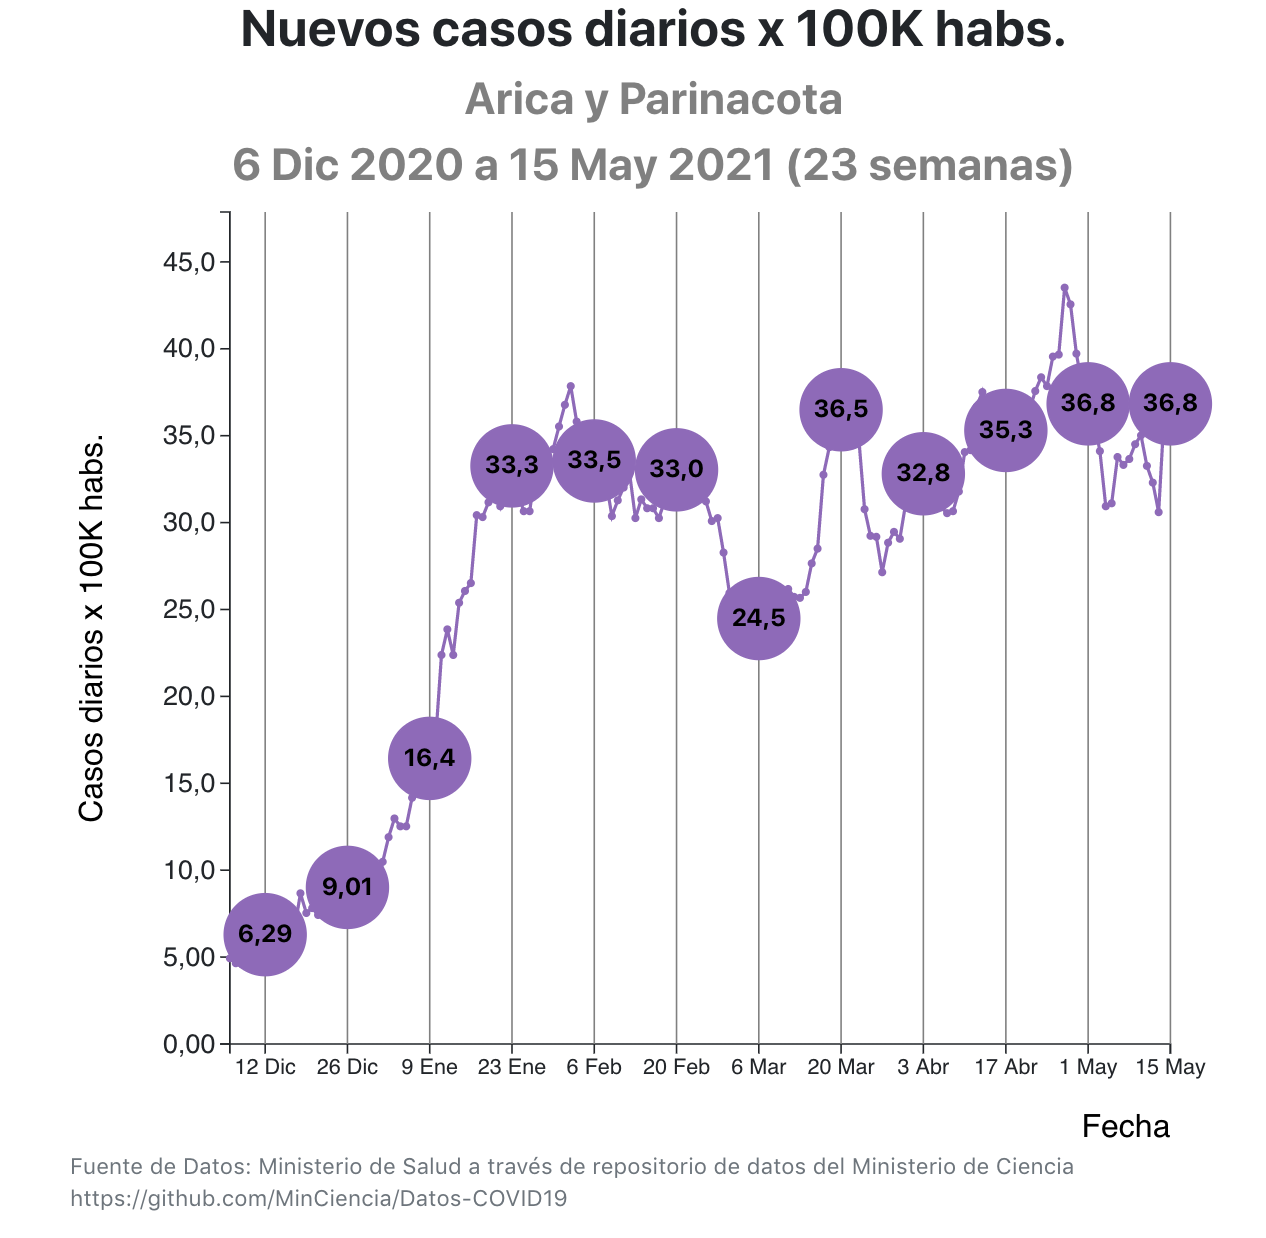 Nuevos casos diarios x 100K habs.
Arica y Parinacota
6 Dic 2020 a 15 May 2021 (23 semanas)
Casos diarios x 100K habs.
45,0
40,0
35,0
30,0
25,0
20,0
15,0
10,0
5,00
0,00
6,29
9,01
16,4
33,3
33,5
33,0
24,5
36,5
32,8
35,3
36,8
36,8
12 Dic 26 Dic 9 Ene 23 Ene 6 Feb 20 Feb 6 Mar 20 Mar 3 Abr 17 Abr 1 May 15 May
Fecha
Fuente de Datos: Ministerio de Salud a través de repositorio de datos del Ministerio de Ciencia
https://github.com/MinCiencia/Datos-COVID19